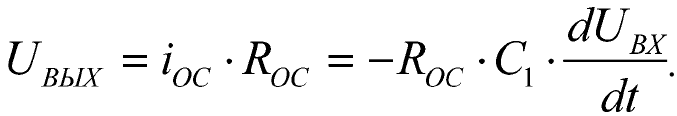 U_ВЫХ = i_ОС · R_ОС = −R_ОС · C_1 · dU_ВХ/dt.